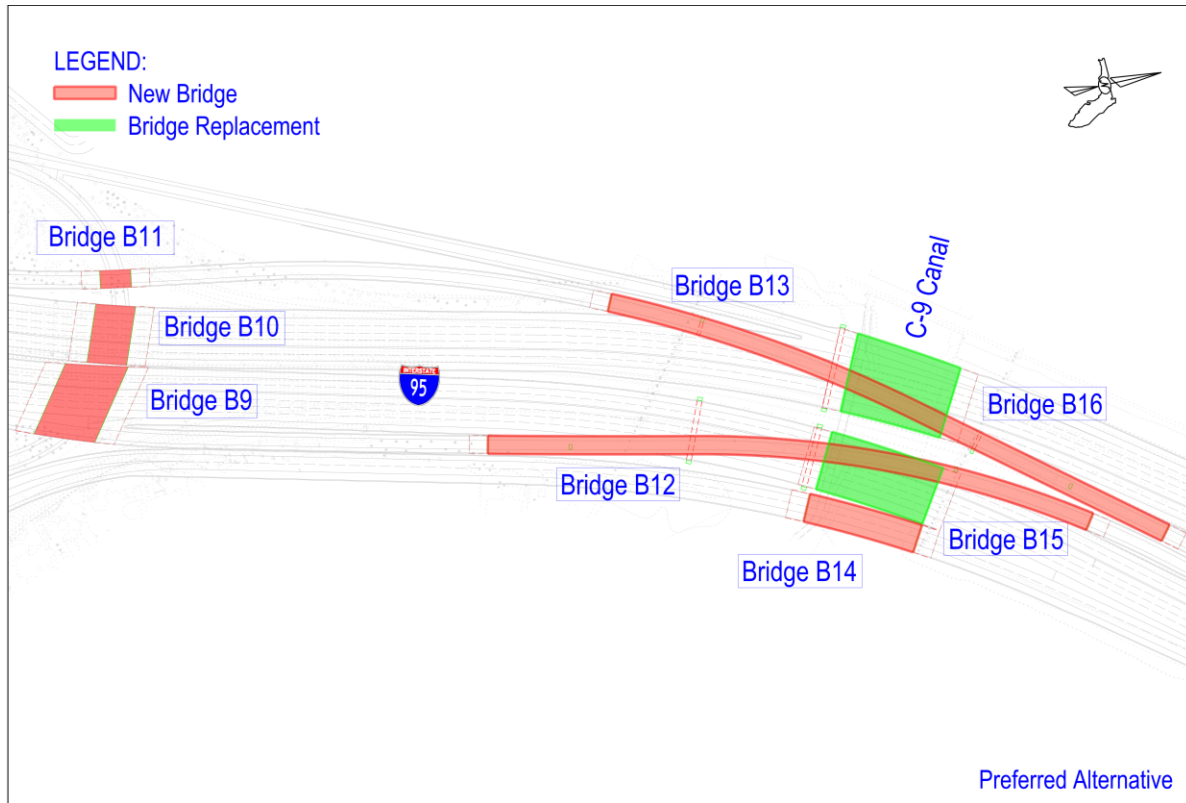 LEGEND:
New Bridge
Bridge Replacement
Bridge B11
Bridge B10
Bridge B9
INTERSTATE
95
Bridge B13
C-9 Canal
Bridge B16
Bridge B12
Bridge B15
Bridge B14
Preferred Alternative